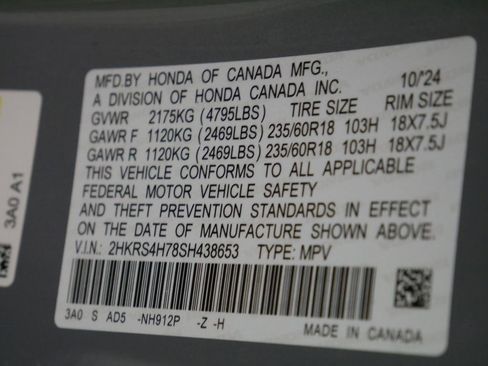 MFD.BY HONDA OF CANADA MFG.,
A DIVISION OF HONDA CANADA INC. 10/'24
GVWR 2175KG (4795LBS) TIRE SIZE RIM SIZE
GAWR F 1120KG (2469LBS) 235/60R18 103H 18X7.5J
GAWR R 1120KG (2469LBS) 235/60R18 103H 18X7.5J
THIS VEHICLE CONFORMS TO ALL APPLICABLE
FEDERAL MOTOR VEHICLE SAFETY
AND THEFT PREVENTION STANDARDS IN EFFECT
ON THE DATE OF MANUFACTURE SHOWN ABOVE.
V.I.N.: 2HKRS4H78SH438653 TYPE: MPV
3A0 S AD5 -NH912P -Z -H
MADE IN CANADA
3A0 A1